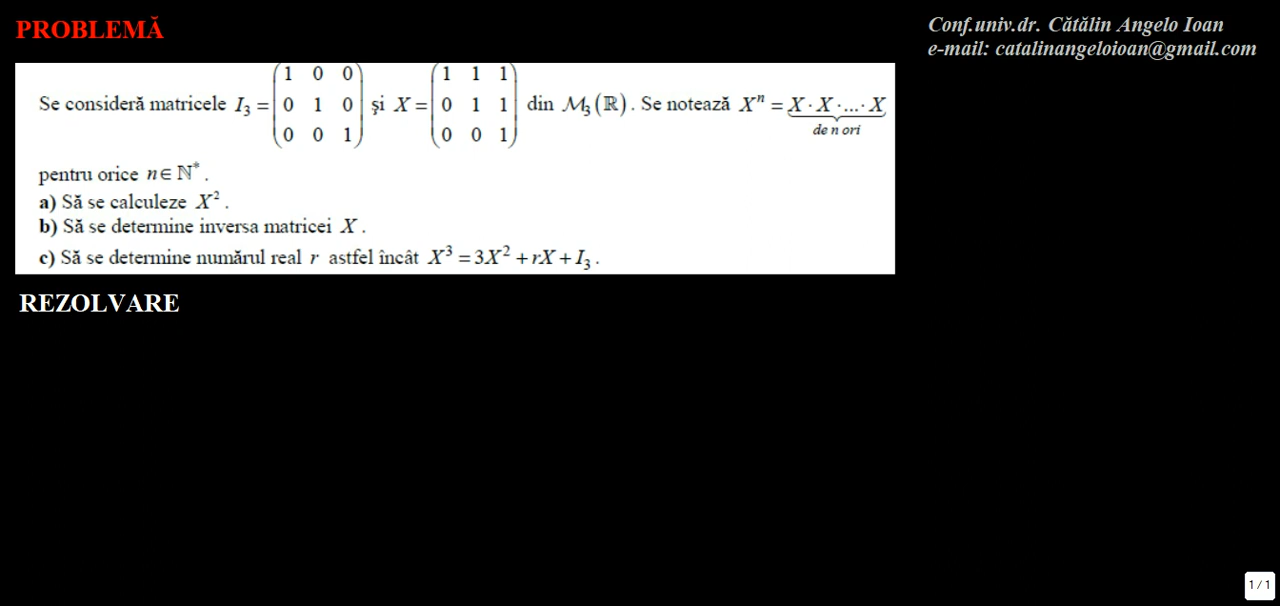 PROBLEMĂ
Conf.univ.dr. Cătălin Angelo Ioan
e-mail: catalinangeloioan@gmail.com
Se consideră matricele I₃ = (1 0 0; 0 1 0; 0 0 1) şi X = (1 1 1; 0 1 1; 0 0 1) din ℳ₃(ℝ). Se notează Xⁿ = X·X·...·X
de n ori
pentru orice n∈ℕ*.
a) Să se calculeze X².
b) Să se determine inversa matricei X.
c) Să se determine numărul real r astfel încât X³ = 3X² + rX + I₃.
REZOLVARE
1 / 1